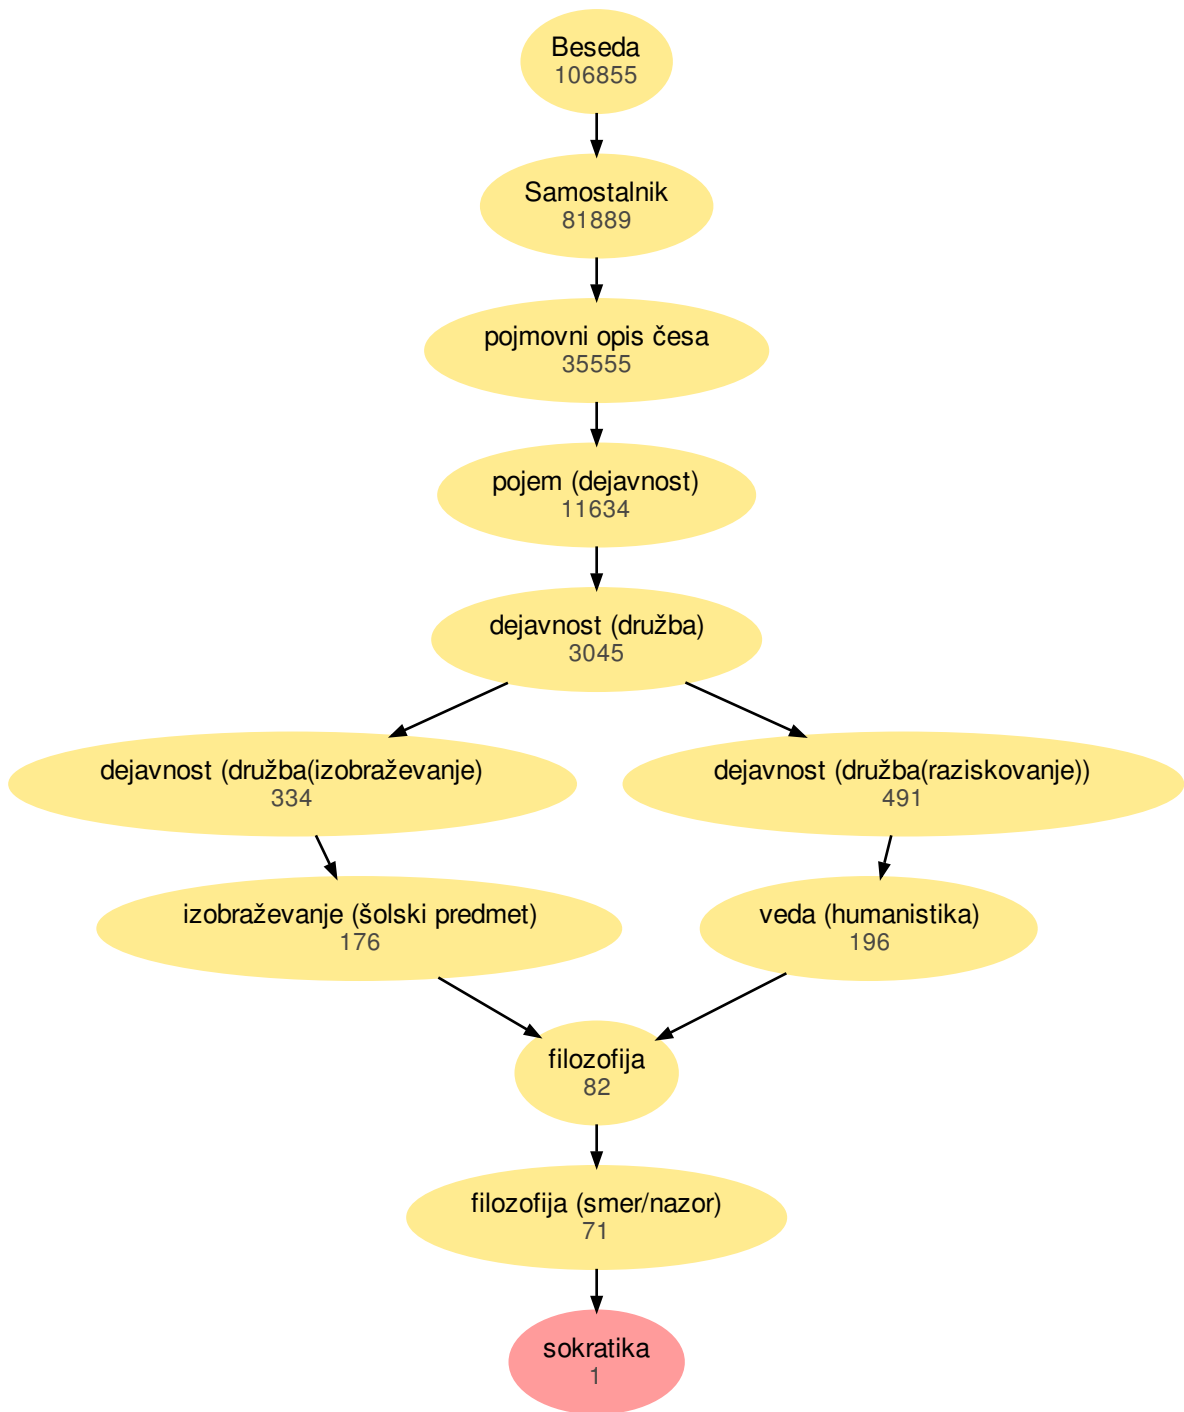 Beseda
106855
Samostalnik
81889
pojmovni opis česa
35555
pojem (dejavnost)
11634
dejavnost (družba)
3045
dejavnost (družba(izobraževanje)
334
dejavnost (družba(raziskovanje))
491
izobraževanje (šolski predmet)
176
veda (humanistika)
196
filozofija
82
filozofija (smer/nazor)
71
sokratika
1